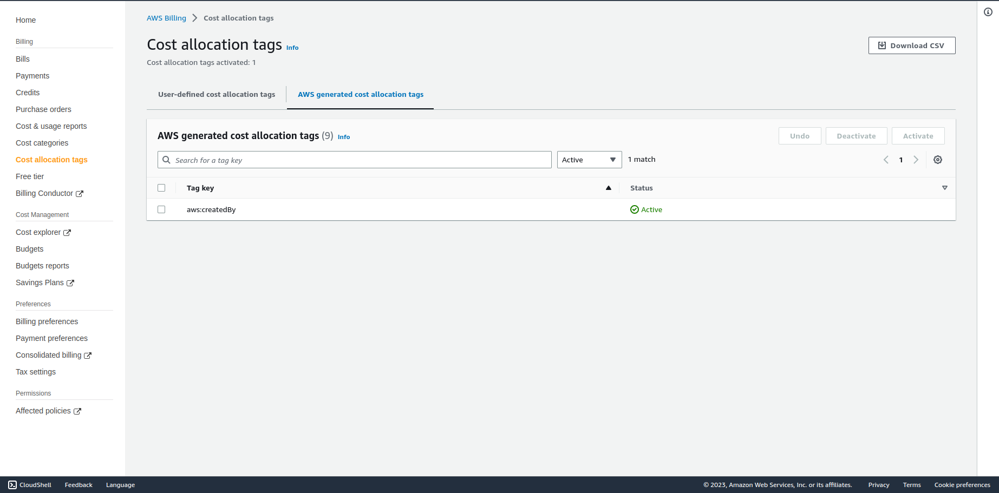 Home
Billing
Bills
Payments
Credits
Purchase orders
Cost & usage reports
Cost categories
Cost allocation tags
Free tier
Billing Conductor
Cost Management
Cost explorer
Budgets
Budgets reports
Savings Plans
Preferences
Billing preferences
Payment preferences
Consolidated billing
Tax settings
Permissions
Affected policies
AWS Billing > Cost allocation tags
Cost allocation tags Info
Download CSV
Cost allocation tags activated: 1
User-defined cost allocation tags
AWS generated cost allocation tags
AWS generated cost allocation tags (9) Info
Undo
Deactivate
Activate
Search for a tag key
Active
1 match
1
Tag key
Status
aws:createdBy
Active
CloudShell
Feedback
Language
© 2023, Amazon Web Services, Inc. or its affiliates.
Privacy
Terms
Cookie preferences